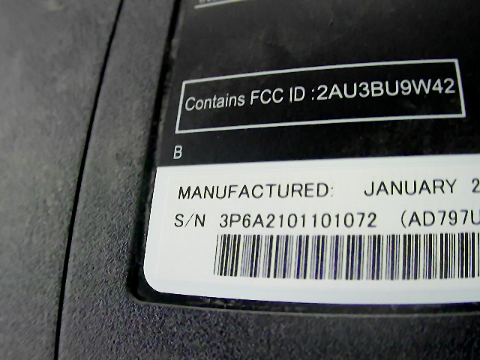 Contains FCC ID :2AU3BU9W42
B
MANUFACTURED: JANUARY 2
S/N 3P6A2101101072 (AD797U